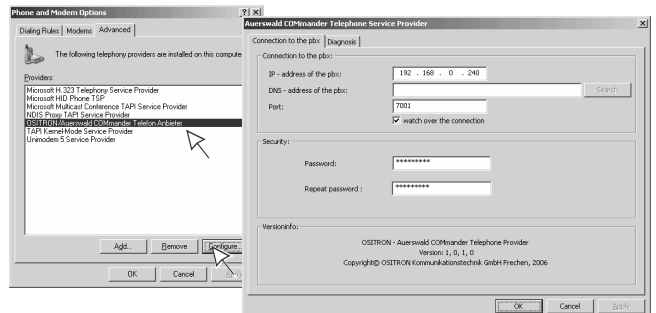 Phone and Modem Options
Dialing Rules Modems Advanced
The following telephony providers are installed on this compute
Providers:
Microsoft H.323 Telephony Service Provider
Microsoft HID Phone TSP
Microsoft Multicast Conference TAPI Service Provider
NDIS Proxy TAPI Service Provider
OSITRON/Auerswald COMmander Telefon Anbieter
TAPI Kernel-Mode Service Provider
Unimodem 5 Service Provider
Add... Remove Configure...
OK Cancel
Auerswald COMmander Telephone Service Provider
Connection to the pbx Diagnosis
Connection to the pbx:
IP - address of the pbx: 192 . 168 . 0 . 240
DNS - address of the pbx: Search
Port: 7001
watch over the connection
Security:
Password: *********
Repeat password : *********
Versioninfo:
OSITRON - Auerswald COMmander Telephone Provider
Version: 1, 0, 1, 0
Copyright© OSITRON Kommunikationstechnik GmbH Frechen, 2006
OK Cancel Apply